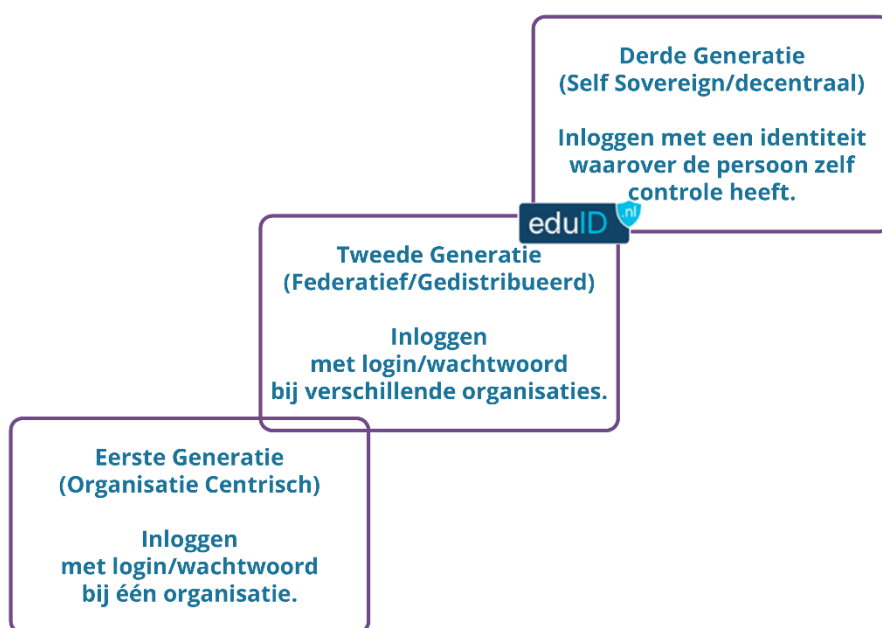 Derde Generatie
(Self Sovereign/decentraal)
Inloggen met een identiteit
waarover de persoon zelf
controle heeft.
eduID
.nl
Tweede Generatie
(Federatief/Gedistribueerd)
Inloggen
met login/wachtwoord
bij verschillende organisaties.
Eerste Generatie
(Organisatie Centrisch)
Inloggen
met login/wachtwoord
bij één organisatie.